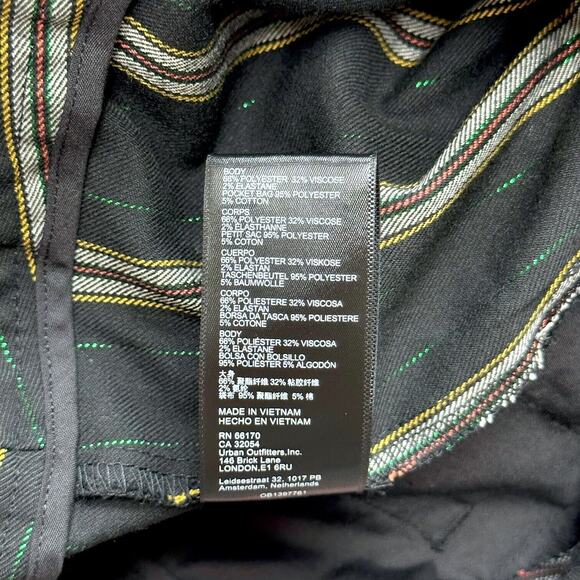 BODY
66% POLYESTER 32% VISCOSE
2% ELASTANE
POCKET BAG 95% POLYESTER
5% COTTON
CORPS
66% POLYESTER 32% VISCOSE
2% ÉLASTHANNE
PETIT SAC 95% POLYESTER
5% COTON
CUERPO
66% POLYESTER 32% VISKOSE
2% ELASTAN
TASCHENBEUTEL 95% POLYESTER
5% BAUMWOLLE
CORPO
66% POLIESTERE 32% VISCOSA
2% ELASTAN
BORSA DA TASCA 95% POLIESTERE
5% COTONE
BODY
66% POLIÉSTER 32% VISCOSA
2% ELASTANE
BOLSA CON BOLSILLO
95% POLIÉSTER 5% ALGODÓN
大身
66% 聚酯纤维 32% 粘胶纤维
2% 氨纶
袋布 95% 聚酯纤维 5% 棉
MADE IN VIETNAM
HECHO EN VIETNAM
RN 66170
CA 32054
Urban Outfitters,Inc.
146 Brick Lane
LONDON.E1 6RU
Leidsestraat 32, 1017 PB
Amsterdam, Netherlands
OB1397761